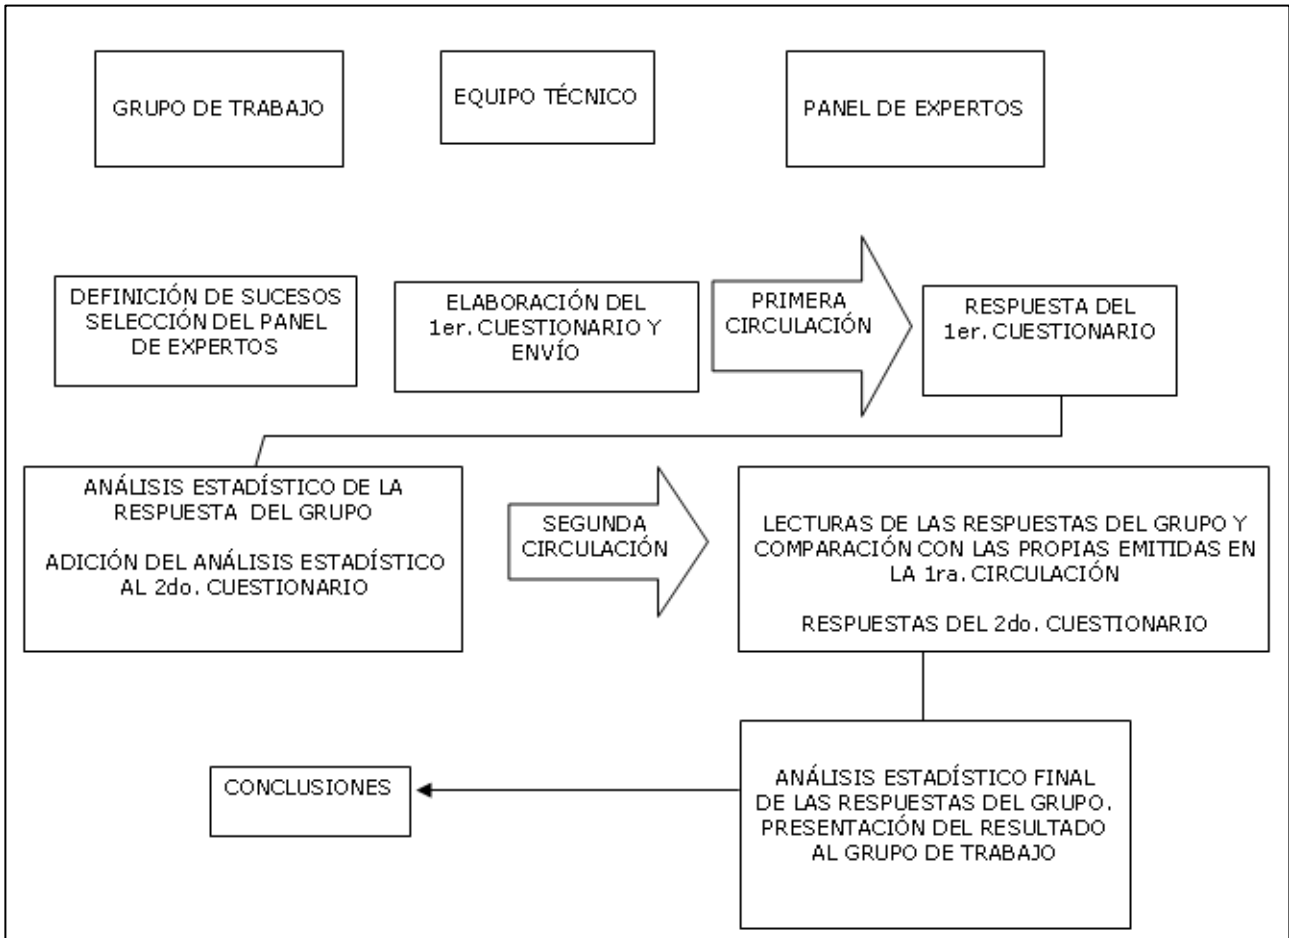 GRUPO DE TRABAJO
EQUIPO TÉCNICO
PANEL DE EXPERTOS
DEFINICIÓN DE SUCESOS
SELECCIÓN DEL PANEL
DE EXPERTOS
ELABORACIÓN DEL
1er. CUESTIONARIO Y
ENVÍO
PRIMERA
CIRCULACIÓN
RESPUESTA DEL
1er. CUESTIONARIO
ANÁLISIS ESTADÍSTICO DE LA
RESPUESTA DEL GRUPO
ADICIÓN DEL ANÁLISIS ESTADÍSTICO
AL 2do. CUESTIONARIO
SEGUNDA
CIRCULACIÓN
LECTURAS DE LAS RESPUESTAS DEL GRUPO Y
COMPARACIÓN CON LAS PROPIAS EMITIDAS EN
LA 1ra. CIRCULACIÓN
RESPUESTAS DEL 2do. CUESTIONARIO
CONCLUSIONES
ANÁLISIS ESTADÍSTICO FINAL
DE LAS RESPUESTAS DEL GRUPO.
PRESENTACIÓN DEL RESULTADO
AL GRUPO DE TRABAJO